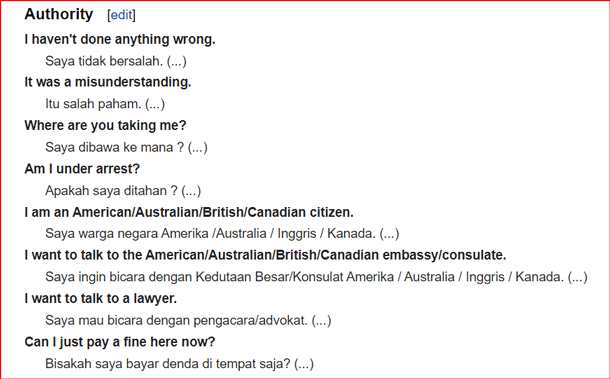 Authority [edit]
I haven't done anything wrong.
Saya tidak bersalah. (...)
It was a misunderstanding.
Itu salah paham. (...)
Where are you taking me?
Saya dibawa ke mana ? (...)
Am I under arrest?
Apakah saya ditahan ? (...)
I am an American/Australian/British/Canadian citizen.
Saya warga negara Amerika /Australia / Inggris / Kanada. (...)
I want to talk to the American/Australian/British/Canadian embassy/consulate.
Saya ingin bicara dengan Kedutaan Besar/Konsulat Amerika / Australia / Inggris / Kanada. (...)
I want to talk to a lawyer.
Saya mau bicara dengan pengacara/advokat. (...)
Can I just pay a fine here now?
Bisakah saya bayar denda di tempat saja? (...)